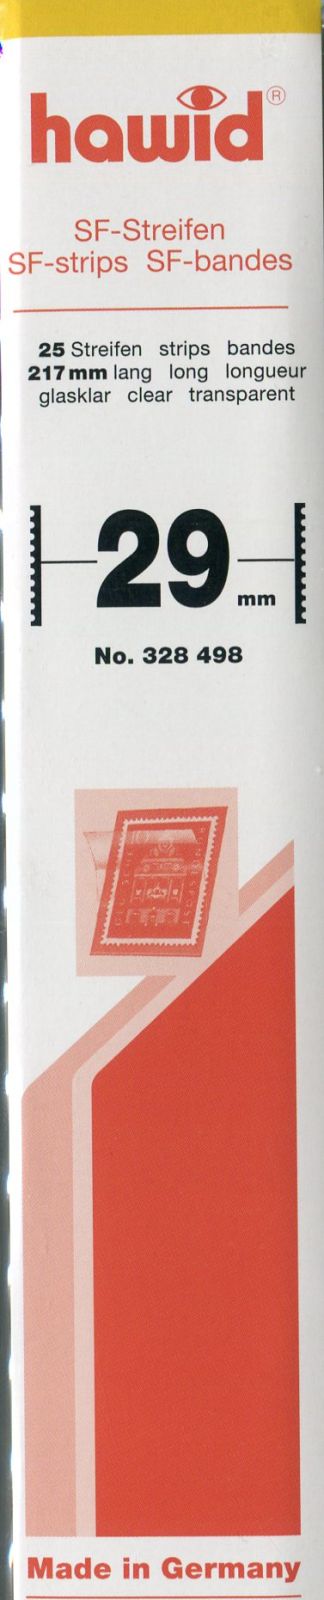 hawid®
SF-Streifen
SF-strips SF-bandes
25 Streifen strips bandes
217 mm lang long longueur
glasklar clear transparent
29 mm
No. 328 498
Made in Germany